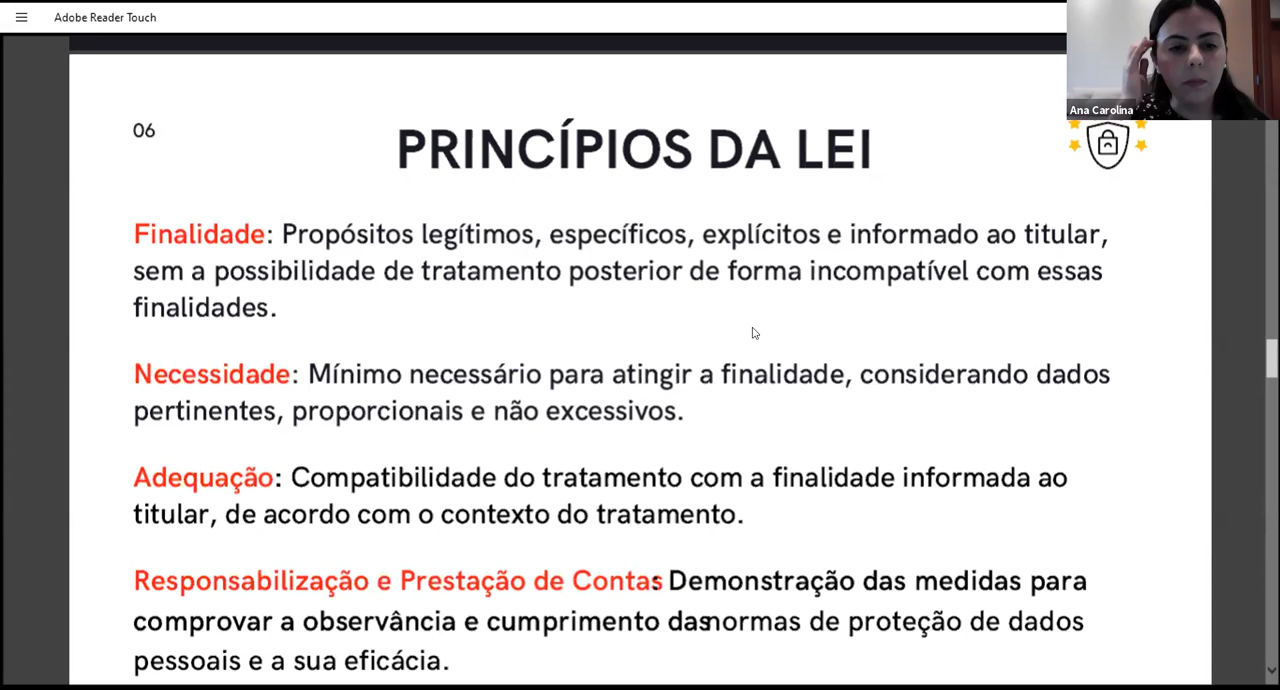 Adobe Reader Touch
Ana Carolina
06
PRINCÍPIOS DA LEI
Finalidade: Propósitos legítimos, específicos, explícitos e informado ao titular,
sem a possibilidade de tratamento posterior de forma incompatível com essas
finalidades.
Necessidade: Mínimo necessário para atingir a finalidade, considerando dados
pertinentes, proporcionais e não excessivos.
Adequação: Compatibilidade do tratamento com a finalidade informada ao
titular, de acordo com o contexto do tratamento.
Responsabilização e Prestação de Contas: Demonstração das medidas para
comprovar a observância e cumprimento das normas de proteção de dados
pessoais e a sua eficácia.